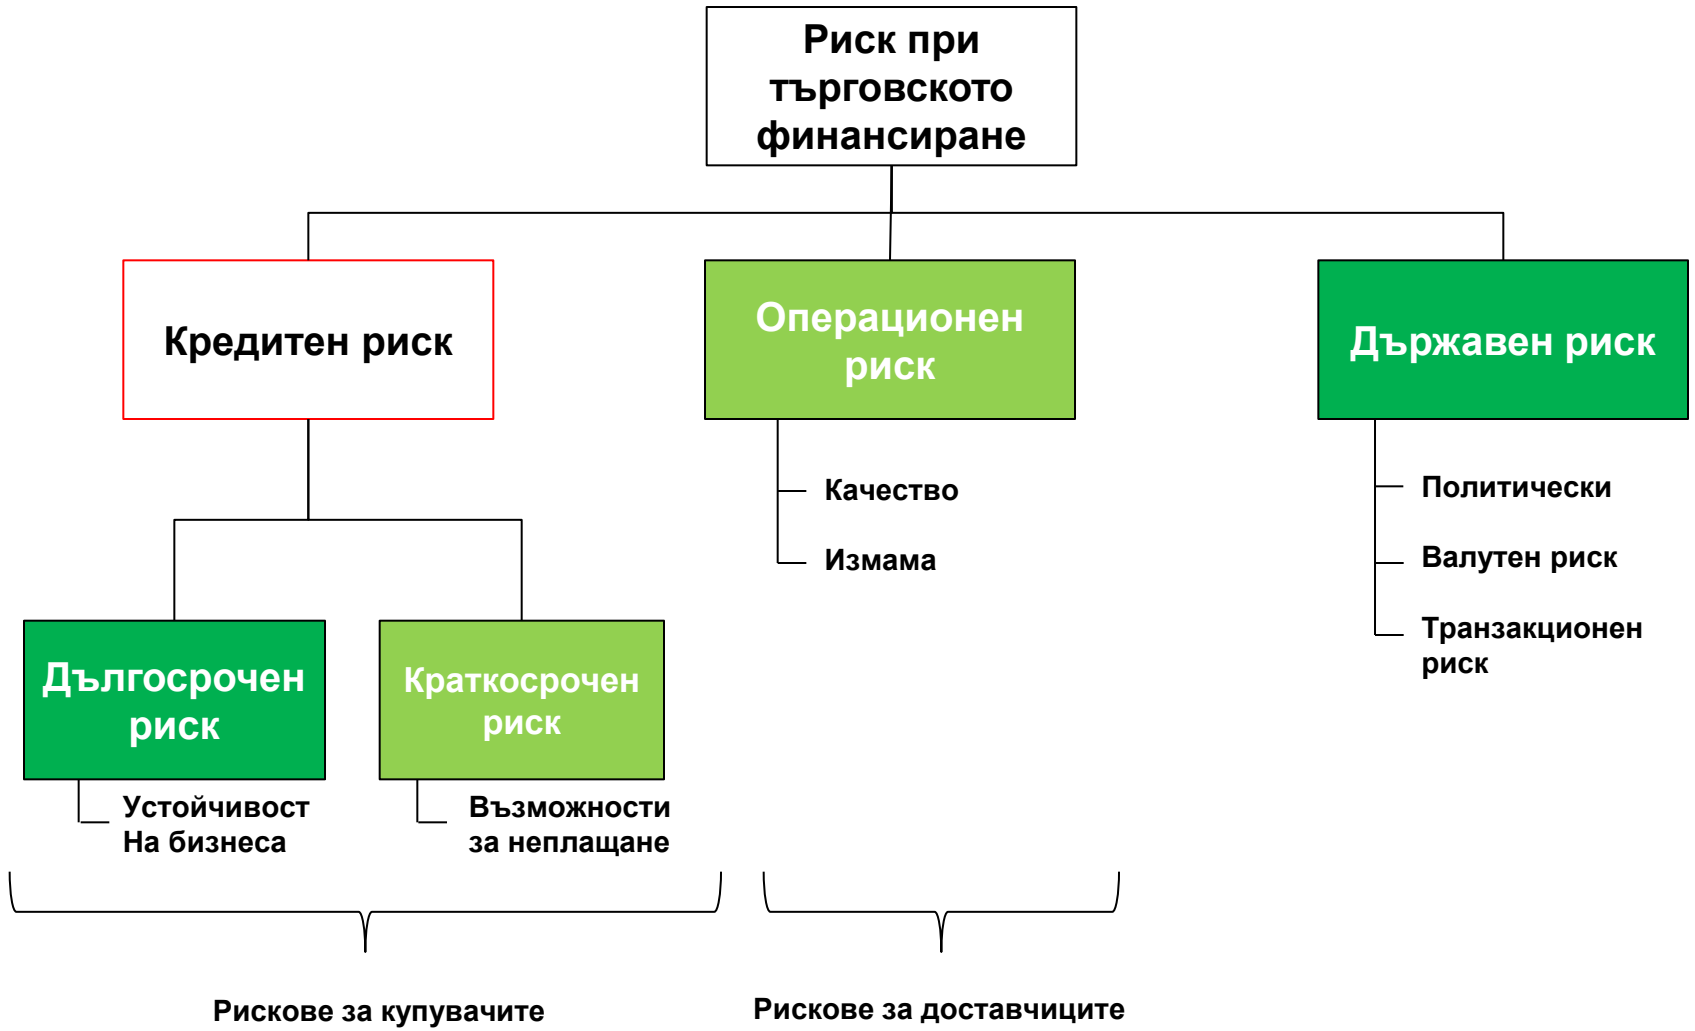 Риск при
търговското
финансиране
Кредитен риск
Операционен
риск
Държавен риск
Качество
Измама
Политически
Валутен риск
Транзакционен
риск
Дългосрочен
риск
Краткосрочен
риск
Устойчивост
На бизнеса
Възможности
за неплащане
Рискове за купувачите
Рискове за доставчиците